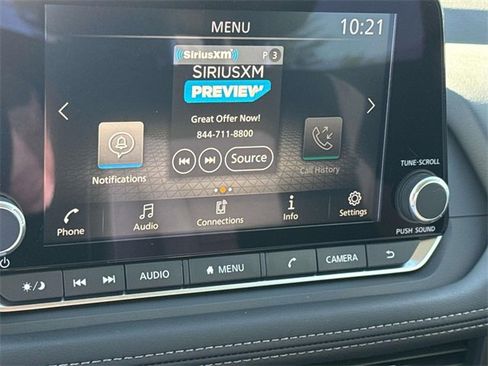 MENU
10:21
SiriusXM
P 3
SIRIUSXM
PREVIEW
Great Offer Now!
844-711-8800
Source
Notifications
Call History
Phone
Audio
Connections
Info
Settings
TUNE•SCROLL
PUSH SOUND
AUDIO
MENU
CAMERA